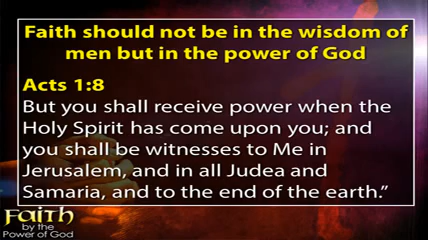 Faith should not be in the wisdom of
men but in the power of God
Acts 1:8
But you shall receive power when the
Holy Spirit has come upon you; and
you shall be witnesses to Me in
Jerusalem, and in all Judea and
Samaria, and to the end of the earth.”
Faith
by the
Power of God